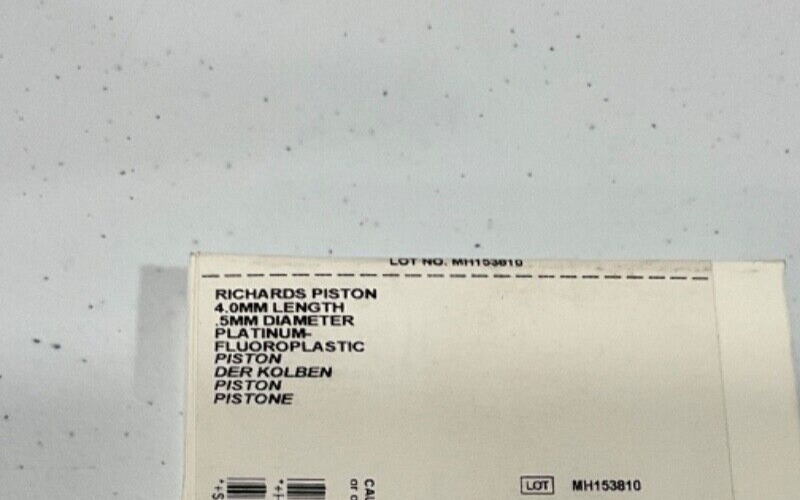 LOT NO. MH153810
RICHARDS PISTON
4.0MM LENGTH
.5MM DIAMETER
PLATINUM-
FLUOROPLASTIC
PISTON
DER KOLBEN
PISTON
PISTONE
LOT MH153810